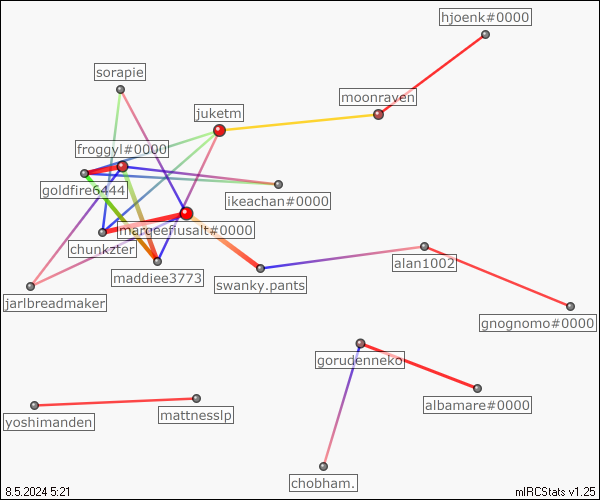 hjoenk#0000
sorapie
moonraven
juketm
froggyl#0000
goldfire6444
ikeachan#0000
marqeeflusalt#0000
chunkzter
alan1002
maddiee3773
swanky.pants
jarlbreadmaker
gnognomo#0000
gorudenneko
albamare#0000
yoshimanden
mattnesslp
chobham.
8.5.2024 5:21
mIRCStats v1.25